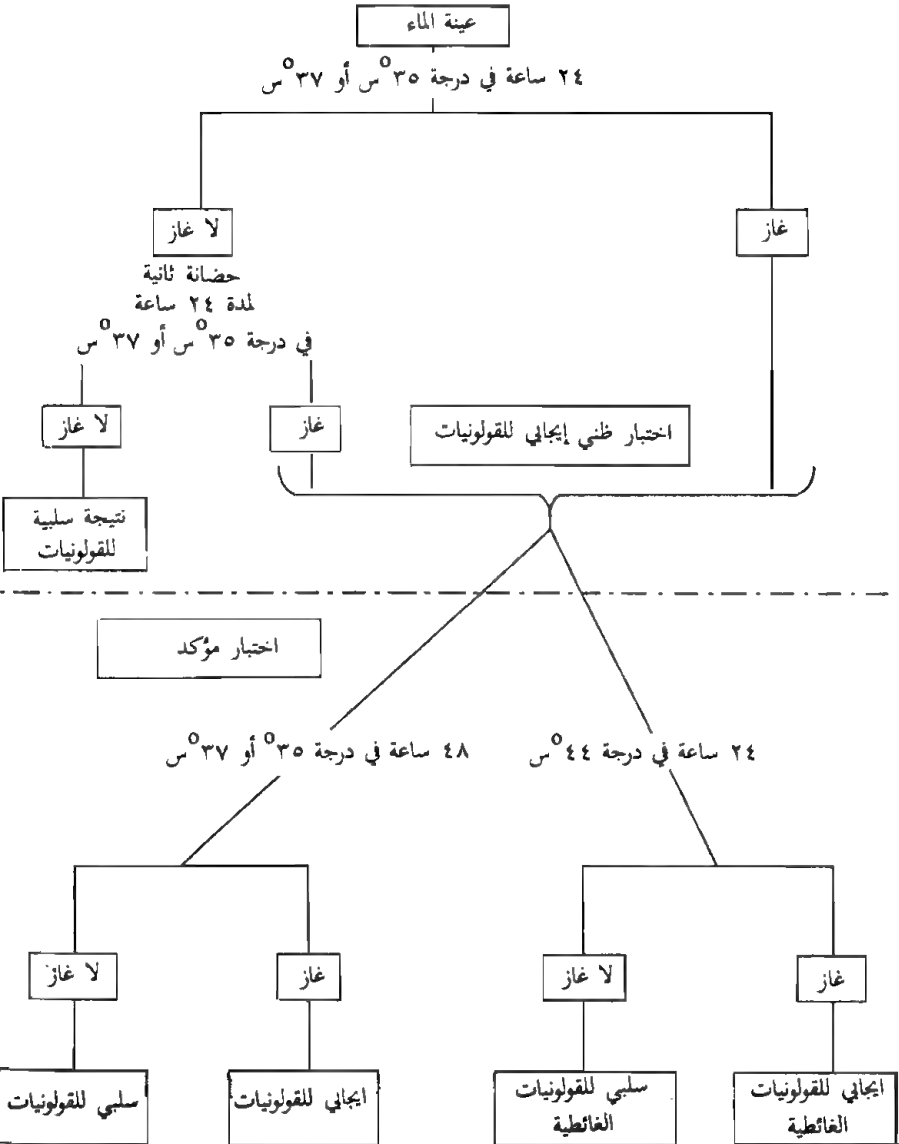 عينة الماء
٢٤ ساعة في درجة ٣٥°س أو ٣٧°س
غاز
لا غاز
حضانة ثانية
لمدة ٢٤ ساعة
في درجة ٣٥°س أو ٣٧°س
غاز
لا غاز
اختبار ظني إيجابي للقولونيات
نتيجة سلبية
للقولونيات
اختبار مؤكد
٢٤ ساعة في درجة ٤٤°س
٤٨ ساعة في درجة ٣٥° أو ٣٧°س
غاز
لا غاز
غاز
لا غاز
ايجابي للقولونيات
الغائطية
سلبي للقولونيات
الغائطية
ايجابي للقولونيات
سلبي للقولونيات